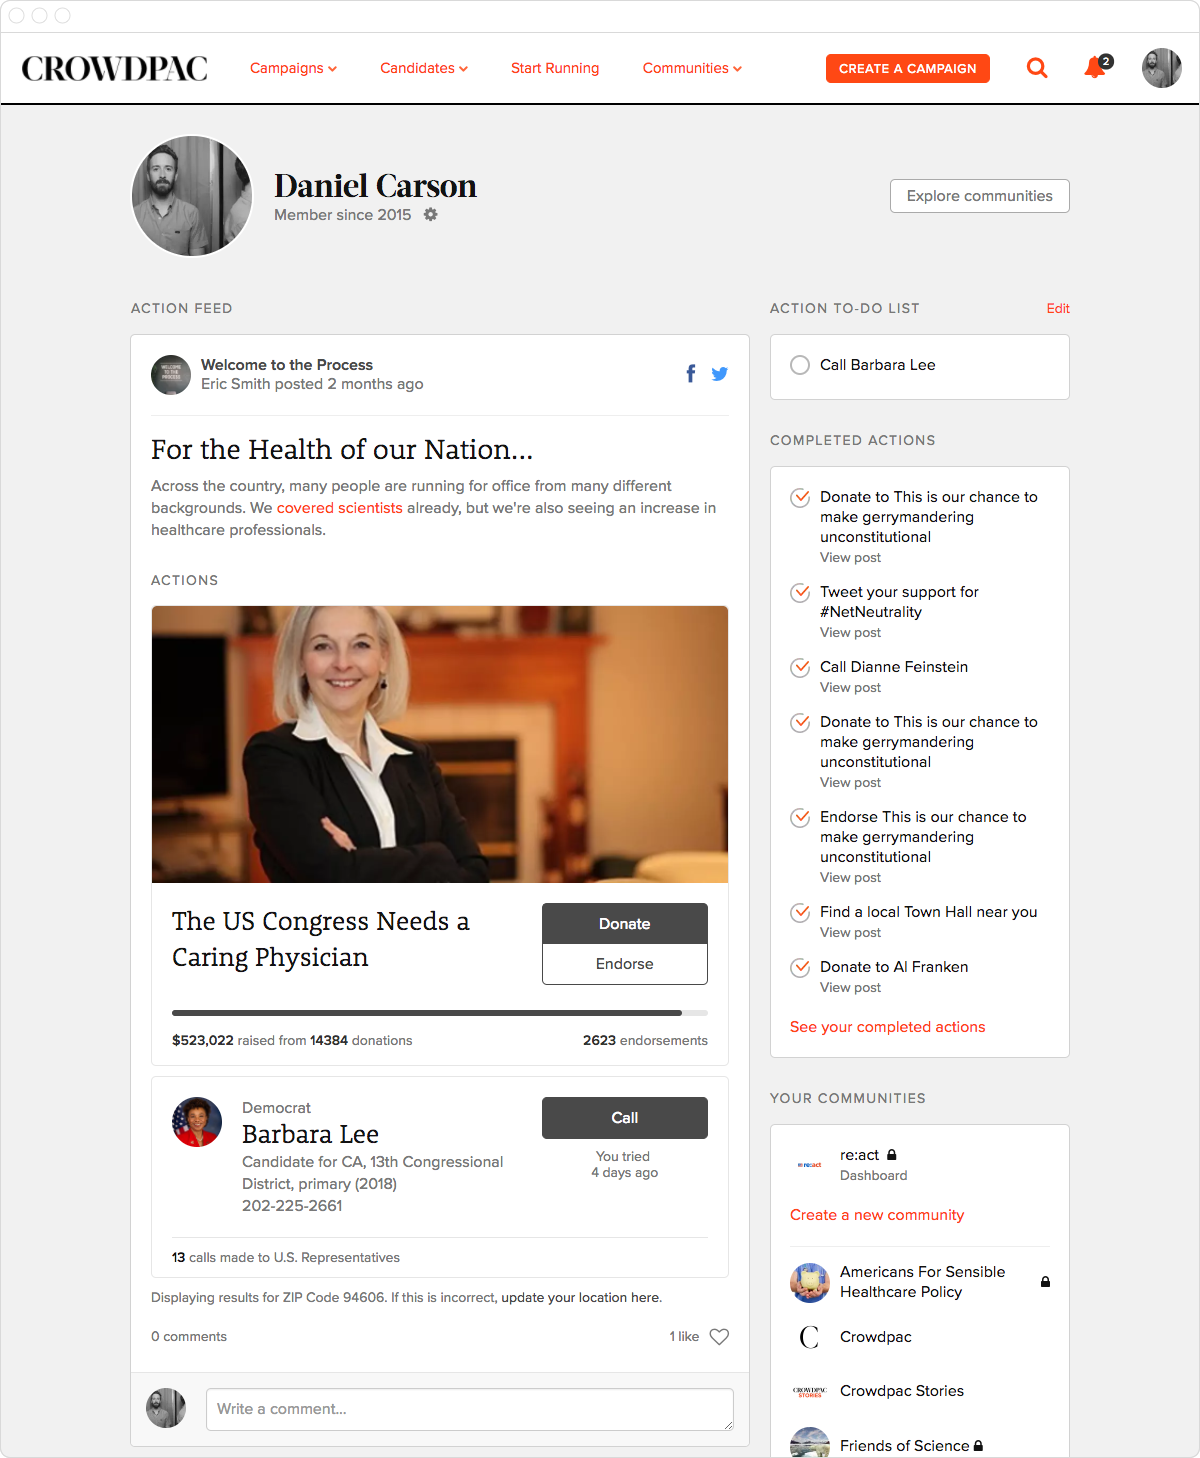 CROWDPAC
Campaigns
Candidates
Start Running
Communities
CREATE A CAMPAIGN
2
Daniel Carson
Member since 2015
Explore communities
ACTION FEED
WELCOME
TO THE
PROCESS
Welcome to the Process
Eric Smith posted 2 months ago
For the Health of our Nation...
Across the country, many people are running for office from many different
backgrounds. We covered scientists already, but we're also seeing an increase in
healthcare professionals.
ACTIONS
The US Congress Needs a
Caring Physician
Donate
Endorse
$523,022 raised from 14384 donations
2623 endorsements
Democrat
Barbara Lee
Candidate for CA, 13th Congressional
District, primary (2018)
202-225-2661
Call
You tried
4 days ago
13 calls made to U.S. Representatives
Displaying results for ZIP Code 94606. If this is incorrect, update your location here.
0 comments
1 like
Write a comment...
ACTION TO-DO LIST
Edit
Call Barbara Lee
COMPLETED ACTIONS
Donate to This is our chance to
make gerrymandering
unconstitutional
View post
Tweet your support for
#NetNeutrality
View post
Call Dianne Feinstein
View post
Donate to This is our chance to
make gerrymandering
unconstitutional
View post
Endorse This is our chance to
make gerrymandering
unconstitutional
View post
Find a local Town Hall near you
View post
Donate to Al Franken
View post
See your completed actions
YOUR COMMUNITIES
re:act
re:act
Dashboard
Create a new community
Americans For Sensible
Healthcare Policy
C
Crowdpac
CROWDPAC
STORIES
Crowdpac Stories
Friends of Science